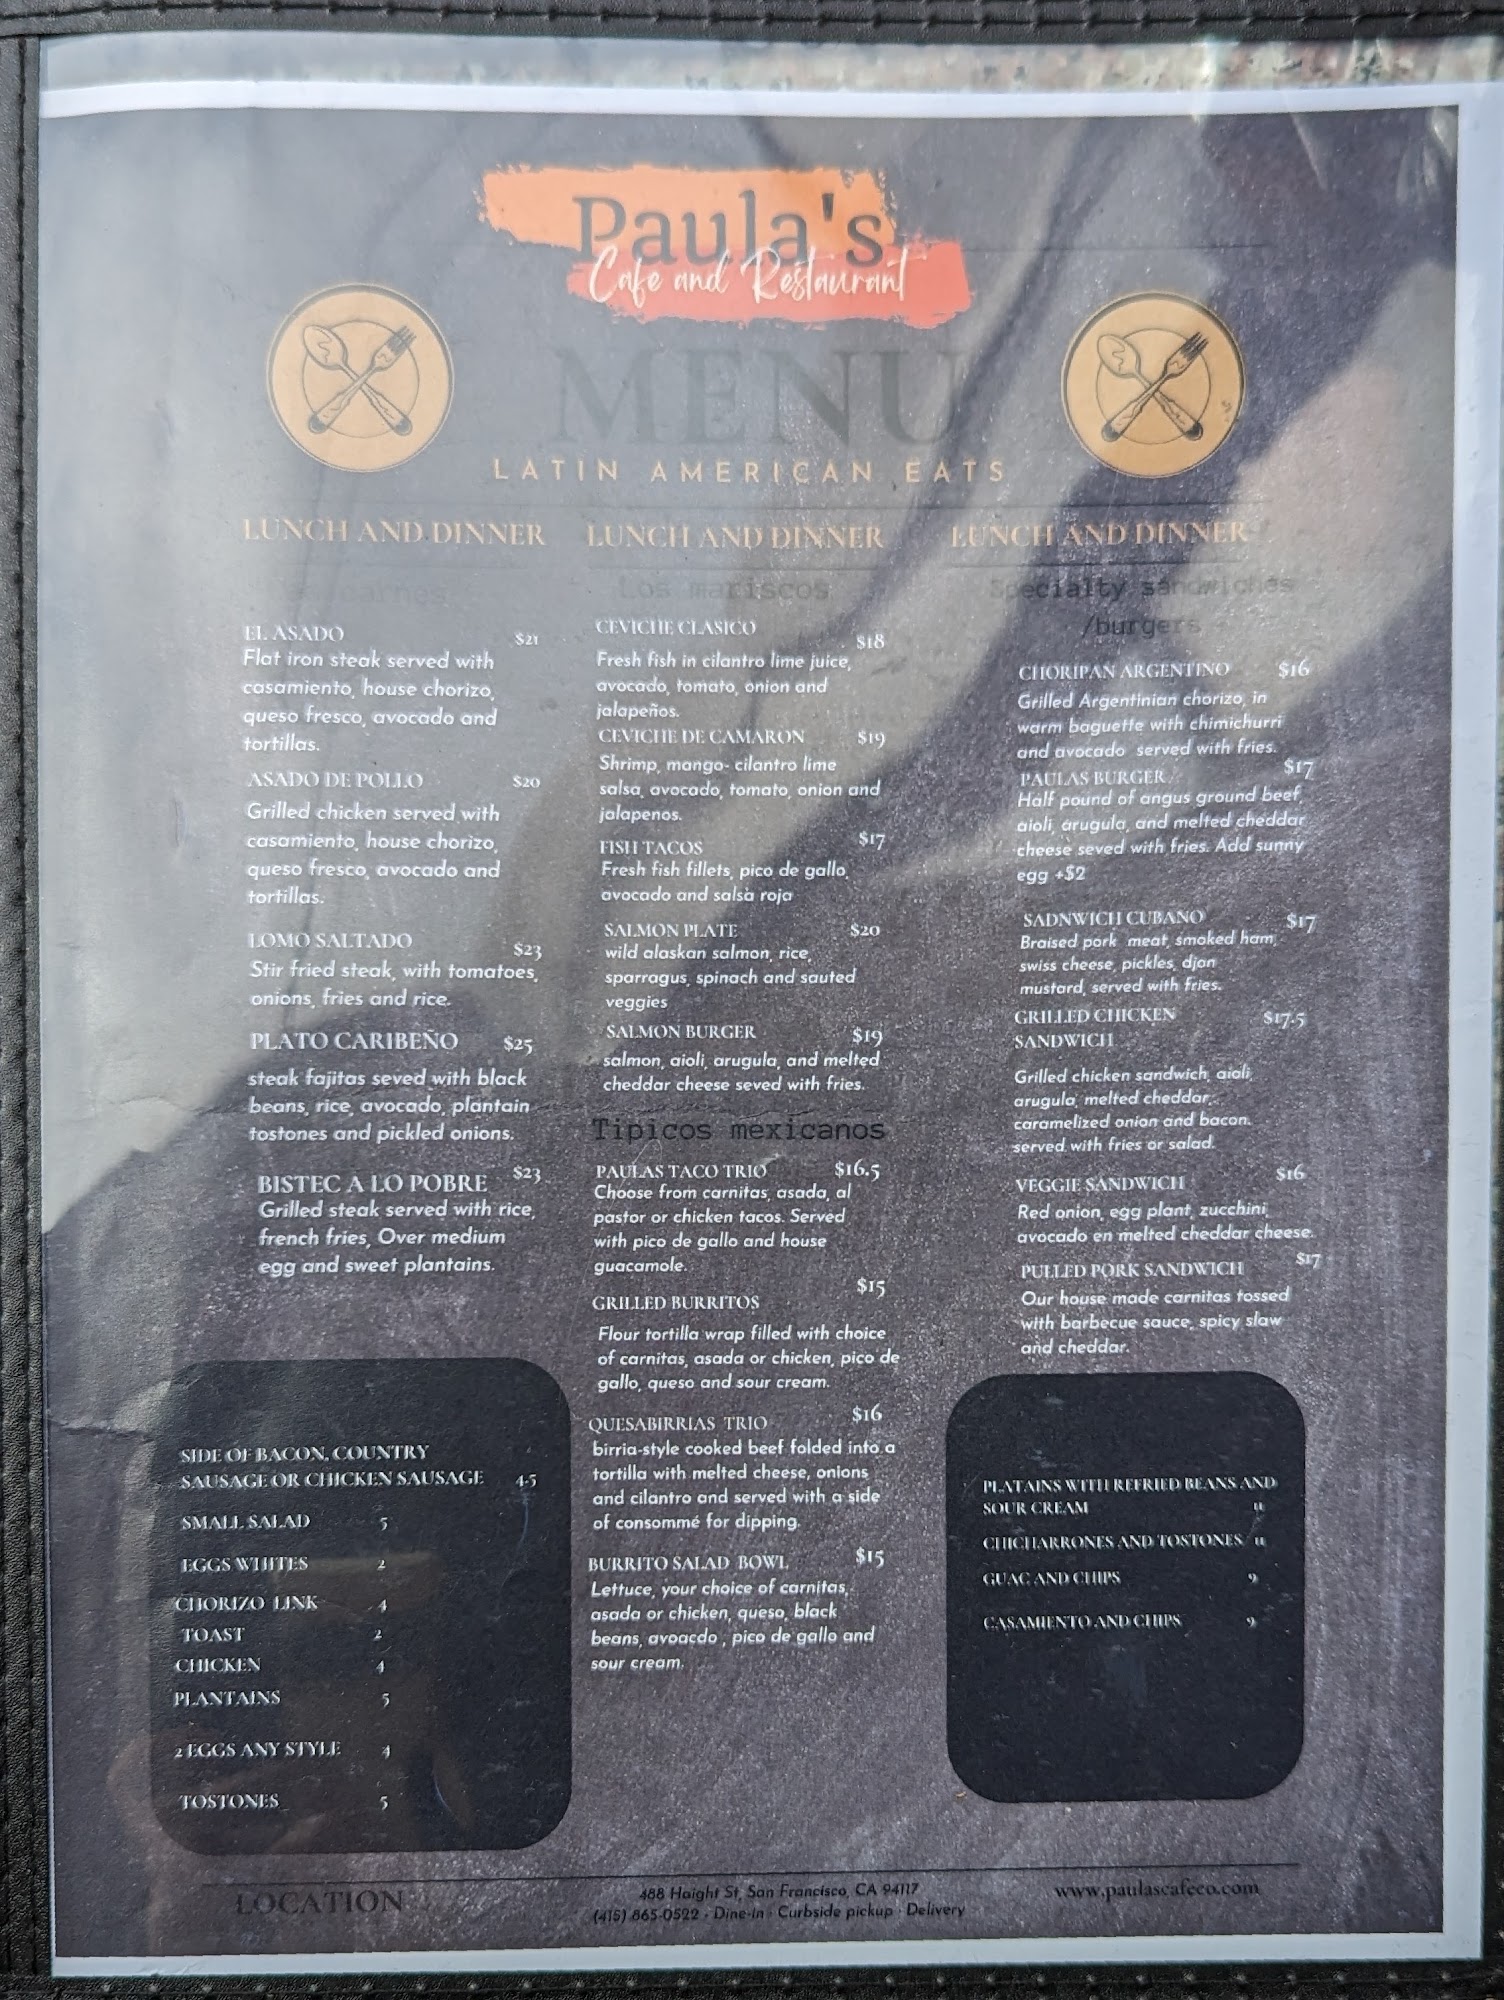 Paula's
Cafe and Restaurant
MENU
LATIN AMERICAN EATS
LUNCH AND DINNER
carnes
EL ASADO $21
Flat iron steak served with
casamiento, house chorizo,
queso fresco, avocado and
tortillas.
ASADO DE POLLO $20
Grilled chicken served with
casamiento, house chorizo,
queso fresco, avocado and
tortillas.
LOMO SALTADO $23
Stir fried steak, with tomatoes,
onions, fries and rice.
PLATO CARIBEÑO $25
steak fajitas seved with black
beans, rice, avocado, plantain
tostones and pickled onions.
BISTEC A LO POBRE $23
Grilled steak served with rice,
french fries, Over medium
egg and sweet plantains.
SIDE OF BACON, COUNTRY
SAUSAGE OR CHICKEN SAUSAGE 4.5
SMALL SALAD 5
EGGS WHITES 2
CHORIZO LINK 4
TOAST 2
CHICKEN 4
PLANTAINS 5
2 EGGS ANY STYLE 4
TOSTONES 5
LUNCH AND DINNER
Los mariscos
CEVICHE CLASICO $18
Fresh fish in cilantro lime juice,
avocado, tomato, onion and
jalapeños.
CEVICHE DE CAMARON $19
Shrimp, mango- cilantro lime
salsa, avocado, tomato, onion and
jalapenos.
FISH TACOS $17
Fresh fish fillets, pico de gallo,
avocado and salsa roja
SALMON PLATE $20
wild alaskan salmon, rice,
sparragus, spinach and sauted
veggies
SALMON BURGER $19
salmon, aioli, arugula, and melted
cheddar cheese seved with fries.
Tipicos mexicanos
PAULAS TACO TRIO $16.5
Choose from carnitas, asada, al
pastor or chicken tacos. Served
with pico de gallo and house
guacamole.
GRILLED BURRITOS $15
Flour tortilla wrap filled with choice
of carnitas, asada or chicken, pico de
gallo, queso and sour cream.
QUESABIRRIAS TRIO $16
birria-style cooked beef folded into a
tortilla with melted cheese, onions
and cilantro and served with a side
of consommé for dipping.
BURRITO SALAD BOWL $15
Lettuce, your choice of carnitas,
asada or chicken, queso, black
beans, avoacdo , pico de gallo and
sour cream.
LUNCH AND DINNER
Specialty sandwiches
/burgers
CHORIPAN ARGENTINO $16
Grilled Argentinian chorizo, in
warm baguette with chimichurri
and avocado served with fries.
PAULAS BURGER $17
Half pound of angus ground beef,
aioli, arugula, and melted cheddar
cheese seved with fries. Add sunny
egg +$2
SADNWICH CUBANO $17
Braised pork meat, smoked ham,
swiss cheese, pickles, djon
mustard, served with fries.
GRILLED CHICKEN $17.5
SANDWICH
Grilled chicken sandwich, aioli,
arugula, melted cheddar,
caramelized onion and bacon.
served with fries or salad.
VEGGIE SANDWICH $16
Red onion, egg plant, zucchini,
avocado en melted cheddar cheese.
PULLED PORK SANDWICH $17
Our house made carnitas tossed
with barbecue sauce, spicy slaw
and cheddar.
PLATAINS WITH REFRIED BEANS AND
SOUR CREAM 11
CHICHARRONES AND TOSTONES 11
GUAC AND CHIPS 9
CASAMIENTO AND CHIPS 9
LOCATION
488 Haight St, San Francisco, CA 94117
(415) 865-0522 · Dine-in · Curbside pickup · Delivery
www.paulascafeco.com